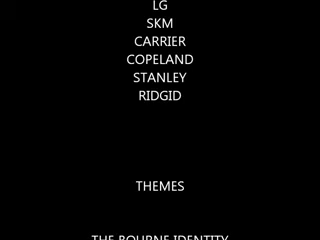 LG
SKM
CARRIER
COPELAND
STANLEY
RIDGID
THEMES
THE BOURNE IDENTITY